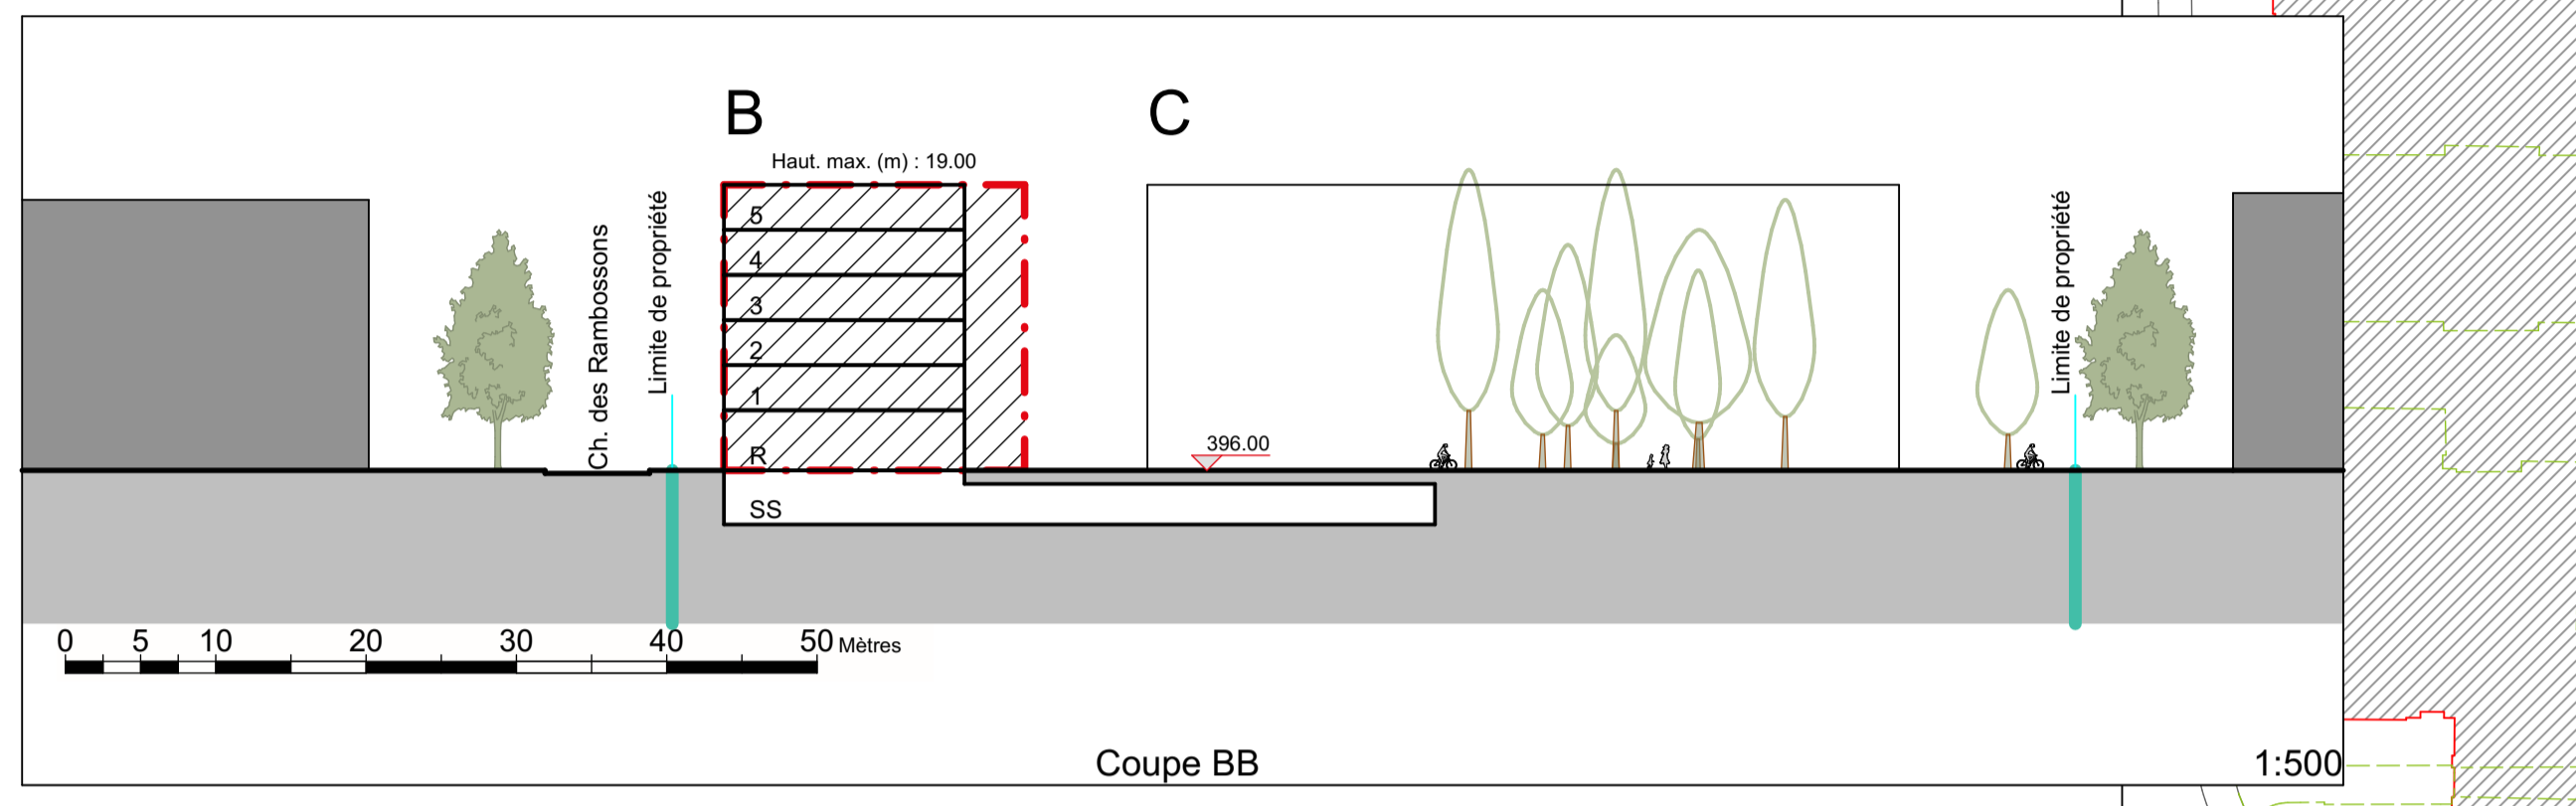 B
C
Haut. max. (m) : 19.00
Ch. des Rambossons
Limite de propriété
5
4
3
2
1
R
SS
396.00
Limite de propriété
0 5 10 20 30 40 50 Mètres
Coupe BB
1:500